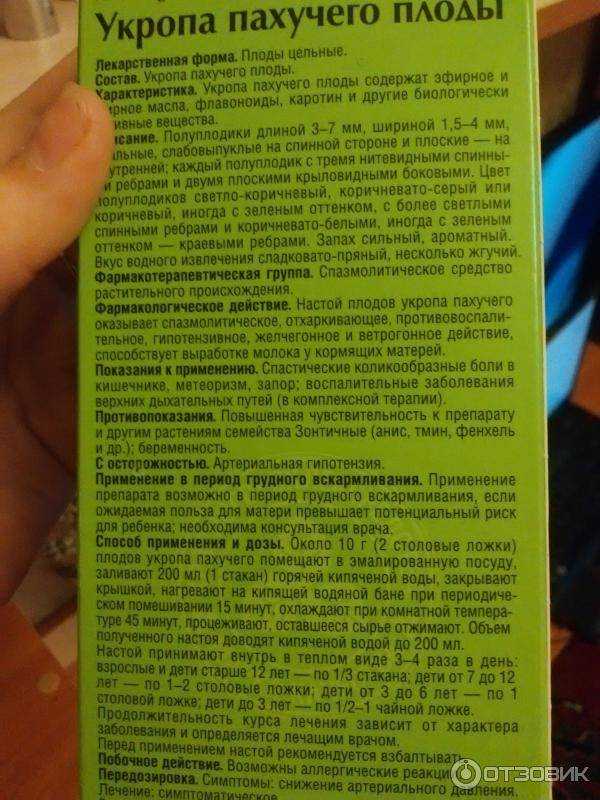 Укропа пахучего плоды
Лекарственная форма. Плоды цельные.
Состав. Укропа пахучего плоды.
Характеристика. Укропа пахучего плоды содержат эфирное и
ирное масла, флавоноиды, каротин и другие биологически
тивные вещества.
исание. Полуплодики длиной 3–7 мм, шириной 1,5–4 мм,
альные, слабовыпуклые на спинной стороне и плоские — на
утренней; каждый полуплодик с тремя нитевидными спинны-
и ребрами и двумя плоскими крыловидными боковыми. Цвет
полуплодиков светло-коричневый, коричневато-серый или
коричневый, иногда с зеленым оттенком, с более светлыми
спинными ребрами и коричневато-белыми, иногда с зеленым
оттенком — краевыми ребрами. Запах сильный, ароматный.
Вкус водного извлечения сладковато-пряный, несколько жгучий.
Фармакотерапевтическая группа. Спазмолитическое средство
растительного происхождения.
Фармакологическое действие. Настой плодов укропа пахучего
оказывает спазмолитическое, отхаркивающее, противовоспали-
тельное, гипотензивное, желчегонное и ветрогонное действие,
способствует выработке молока у кормящих матерей.
Показания к применению. Спастические коликообразные боли в
кишечнике, метеоризм, запор; воспалительные заболевания
верхних дыхательных путей (в комплексной терапии).
Противопоказания. Повышенная чувствительность к препарату
и другим растениям семейства Зонтичные (анис, тмин, фенхель
и др.); беременность.
С осторожностью. Артериальная гипотензия.
Применение в период грудного вскармливания. Применение
препарата возможно в период грудного вскармливания, если
ожидаемая польза для матери превышает потенциальный риск
для ребенка; необходима консультация врача.
Способ применения и дозы. Около 10 г (2 столовые ложки)
плодов укропа пахучего помещают в эмалированную посуду,
заливают 200 мл (1 стакан) горячей кипяченой воды, закрывают
крышкой, нагревают на кипящей водяной бане при периодичес-
ком помешивании 15 минут, охлаждают при комнатной темпера-
туре 45 минут, процеживают, оставшееся сырье отжимают. Объем
полученного настоя доводят кипяченой водой до 200 мл.
Настой принимают внутрь в теплом виде 3–4 раза в день:
взрослые и дети старше 12 лет — по 1/3 стакана; дети от 7 до 12
лет — по 1–2 столовые ложки; дети от 3 до 6 лет — по 1
столовой ложке; дети до 3 лет — по 1/2–1 чайной ложке.
Продолжительность курса лечения зависит от характера
заболевания и определяется лечащим врачом.
Перед применением настой рекомендуется взбалтывать.
Побочное действие. Возможны аллергические реакции.
Передозировка. Симптомы: снижение артериального давления.
Лечение: симптоматическое.
ОТЗОВИК